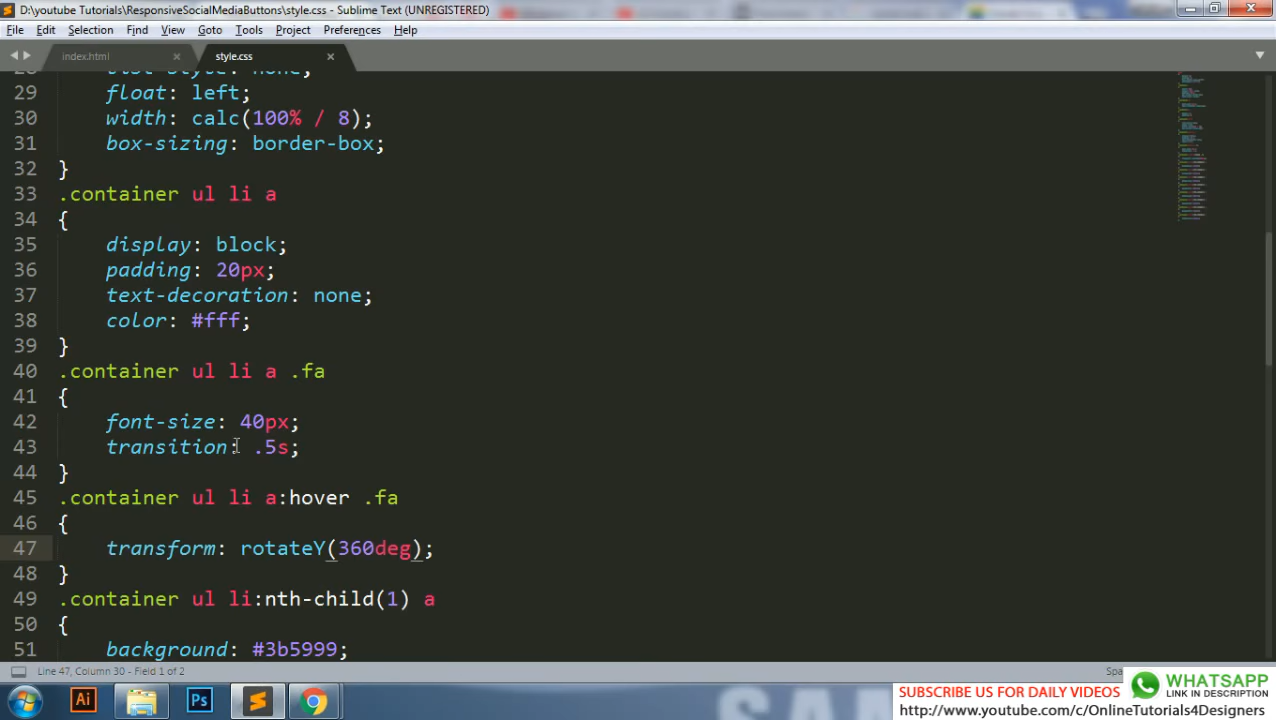 D:\youtube Tutorials\ResponsiveSocialMediaButtons\style.css - Sublime Text (UNREGISTERED)
File Edit Selection Find View Goto Tools Project Preferences Help
index.html × style.css ×
29 float: left;
30 width: calc(100% / 8);
31 box-sizing: border-box;
32 }
33 .container ul li a
34 {
35 display: block;
36 padding: 20px;
37 text-decoration: none;
38 color: #fff;
39 }
40 .container ul li a .fa
41 {
42 font-size: 40px;
43 transition: .5s;
44 }
45 .container ul li a:hover .fa
46 {
47 transform: rotateY(360deg);
48 }
49 .container ul li:nth-child(1) a
50 {
51 background: #3b5999;
Line 47, Column 30 - Field 1 of 2
Ai Ps
SUBSCRIBE US FOR DAILY VIDEOS
WHATSAPP
LINK IN DESCRIPTION
http://www.youtube.com/c/OnlineTutorials4Designers